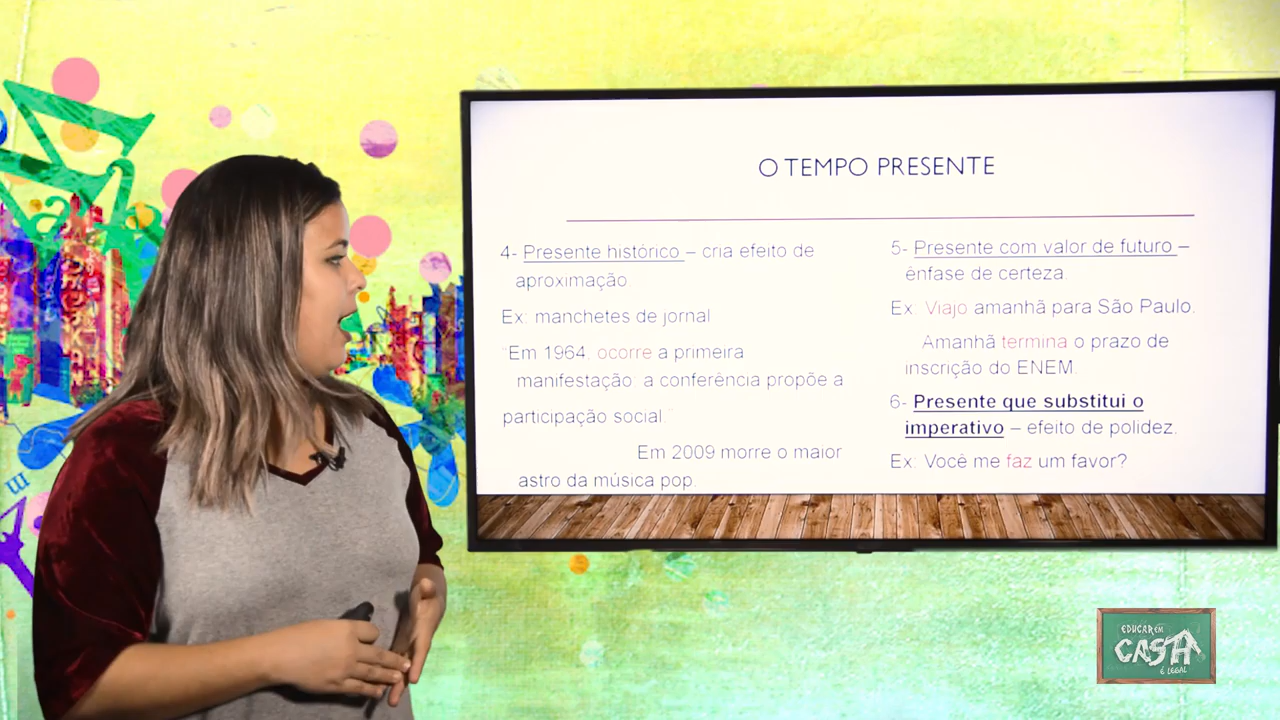 O TEMPO PRESENTE
4- Presente histórico – cria efeito de
aproximação
Ex: manchetes de jornal
"Em 1964, ocorre a primeira
manifestação: a conferência propõe a
participação social."
Em 2009 morre o maior
astro da música pop.
5- Presente com valor de futuro –
ênfase de certeza.
Ex: Viajo amanhã para São Paulo.
Amanhã termina o prazo de
inscrição do ENEM.
6- Presente que substitui o
imperativo – efeito de polidez.
Ex: Você me faz um favor?
EDUCAR EM
CASA
É LEGAL